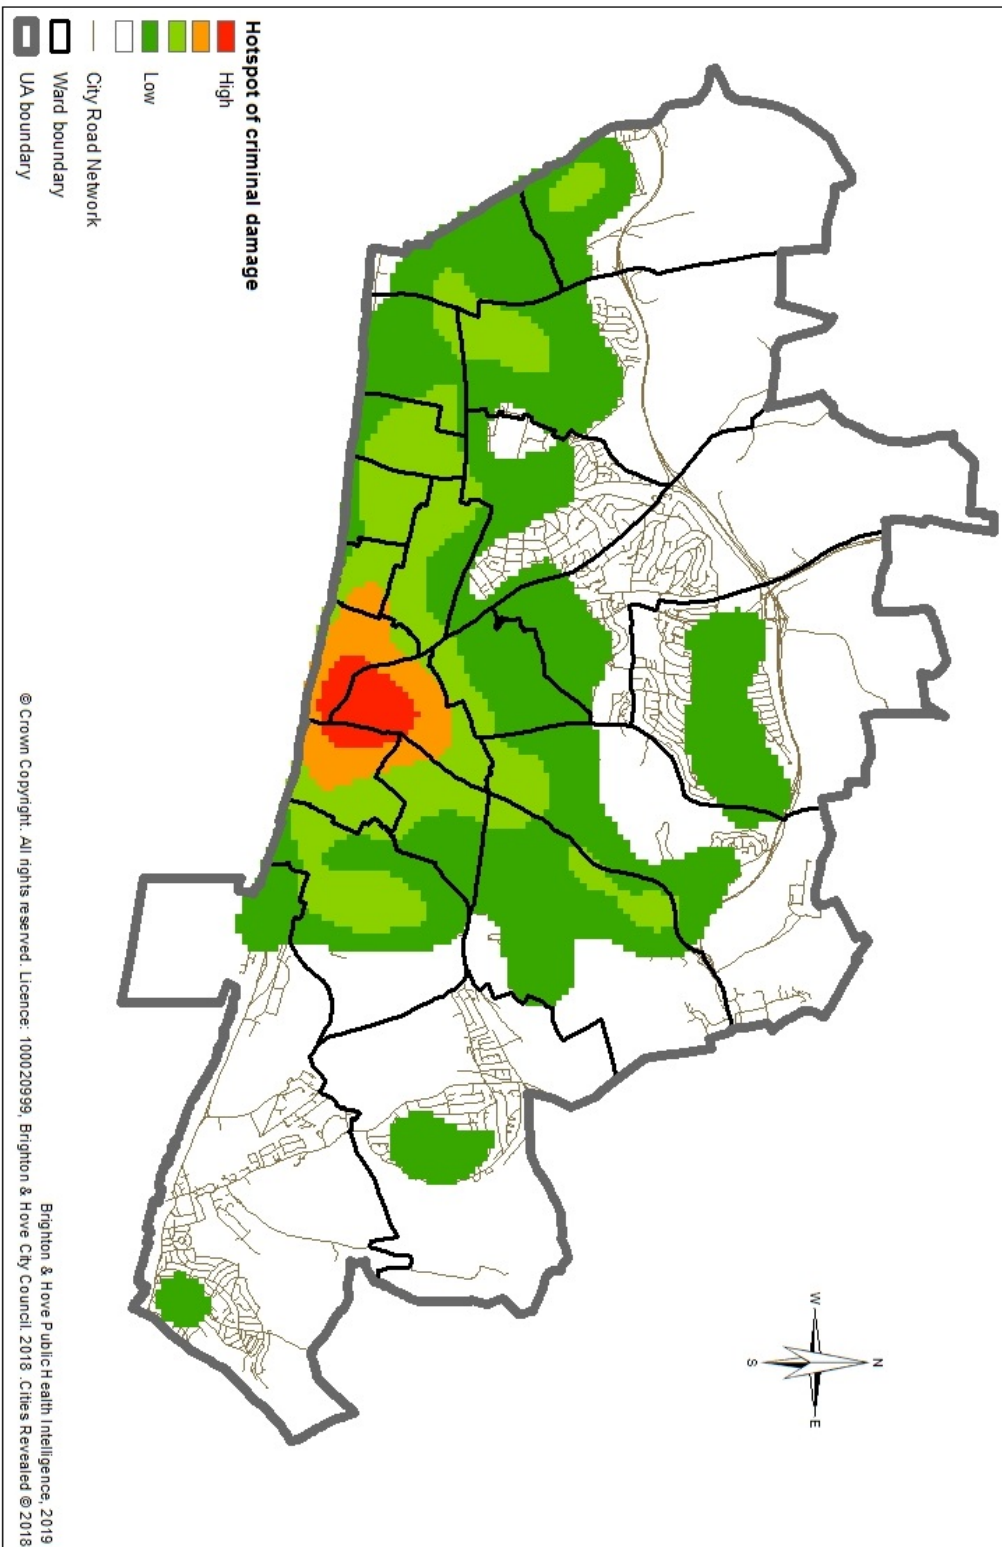 Hotspot of criminal damage
High
Low
City Road Network
Ward boundary
UA boundary
N
W
E
S
Brighton & Hove Public Health Intelligence, 2019
© Crown Copyright. All rights reserved. Licence: 100020999, Brighton & Hove City Council. 2018 .Cities Revealed © 2018